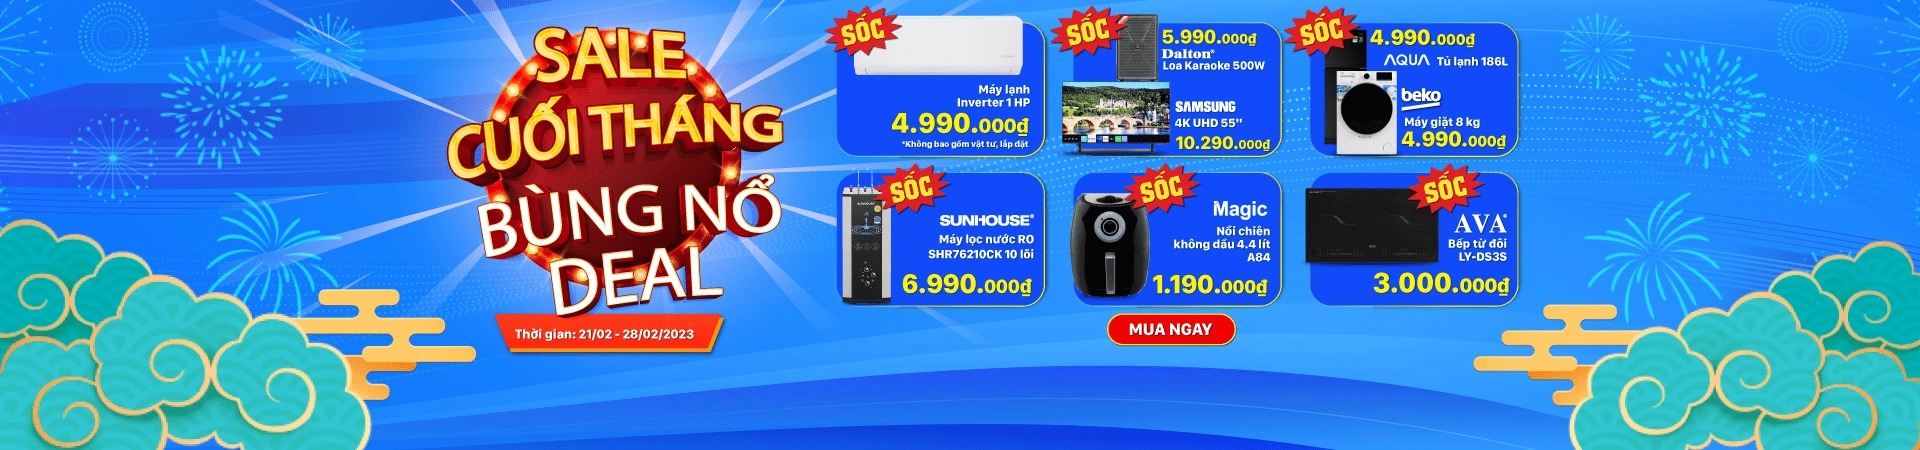 SALE
CUỐI THÁNG
BÙNG NỔ
DEAL
Thời gian: 21/02 - 28/02/2023
SỐC
Máy lạnh
Inverter 1 HP
4.990.000₫
*Không bao gồm vật tư, lắp đặt
SỐC
5.990.000₫
Dalton®
Loa Karaoke 500W
SAMSUNG
4K UHD 55"
10.290.000₫
SỐC
4.990.000₫
AQUA Tủ lạnh 186L
beko
Máy giặt 8 kg
4.990.000₫
SỐC
SUNHOUSE
SUNHOUSE®
Máy lọc nước RO
SHR76210CK 10 lõi
6.990.000₫
SỐC
Magic
Nồi chiên
không dầu 4.4 lít
A84
1.190.000₫
SỐC
AVA®
Bếp từ đôi
LY-DS3S
3.000.000₫
MUA NGAY